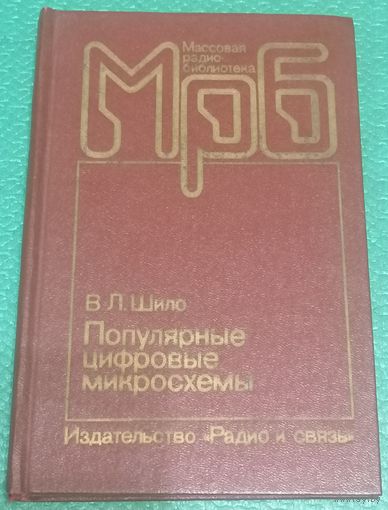 Массовая
радио-
библиотека
Мрб
В. Л. Шило
Популярные
цифровые
микросхемы
Издательство «Радио и связь»